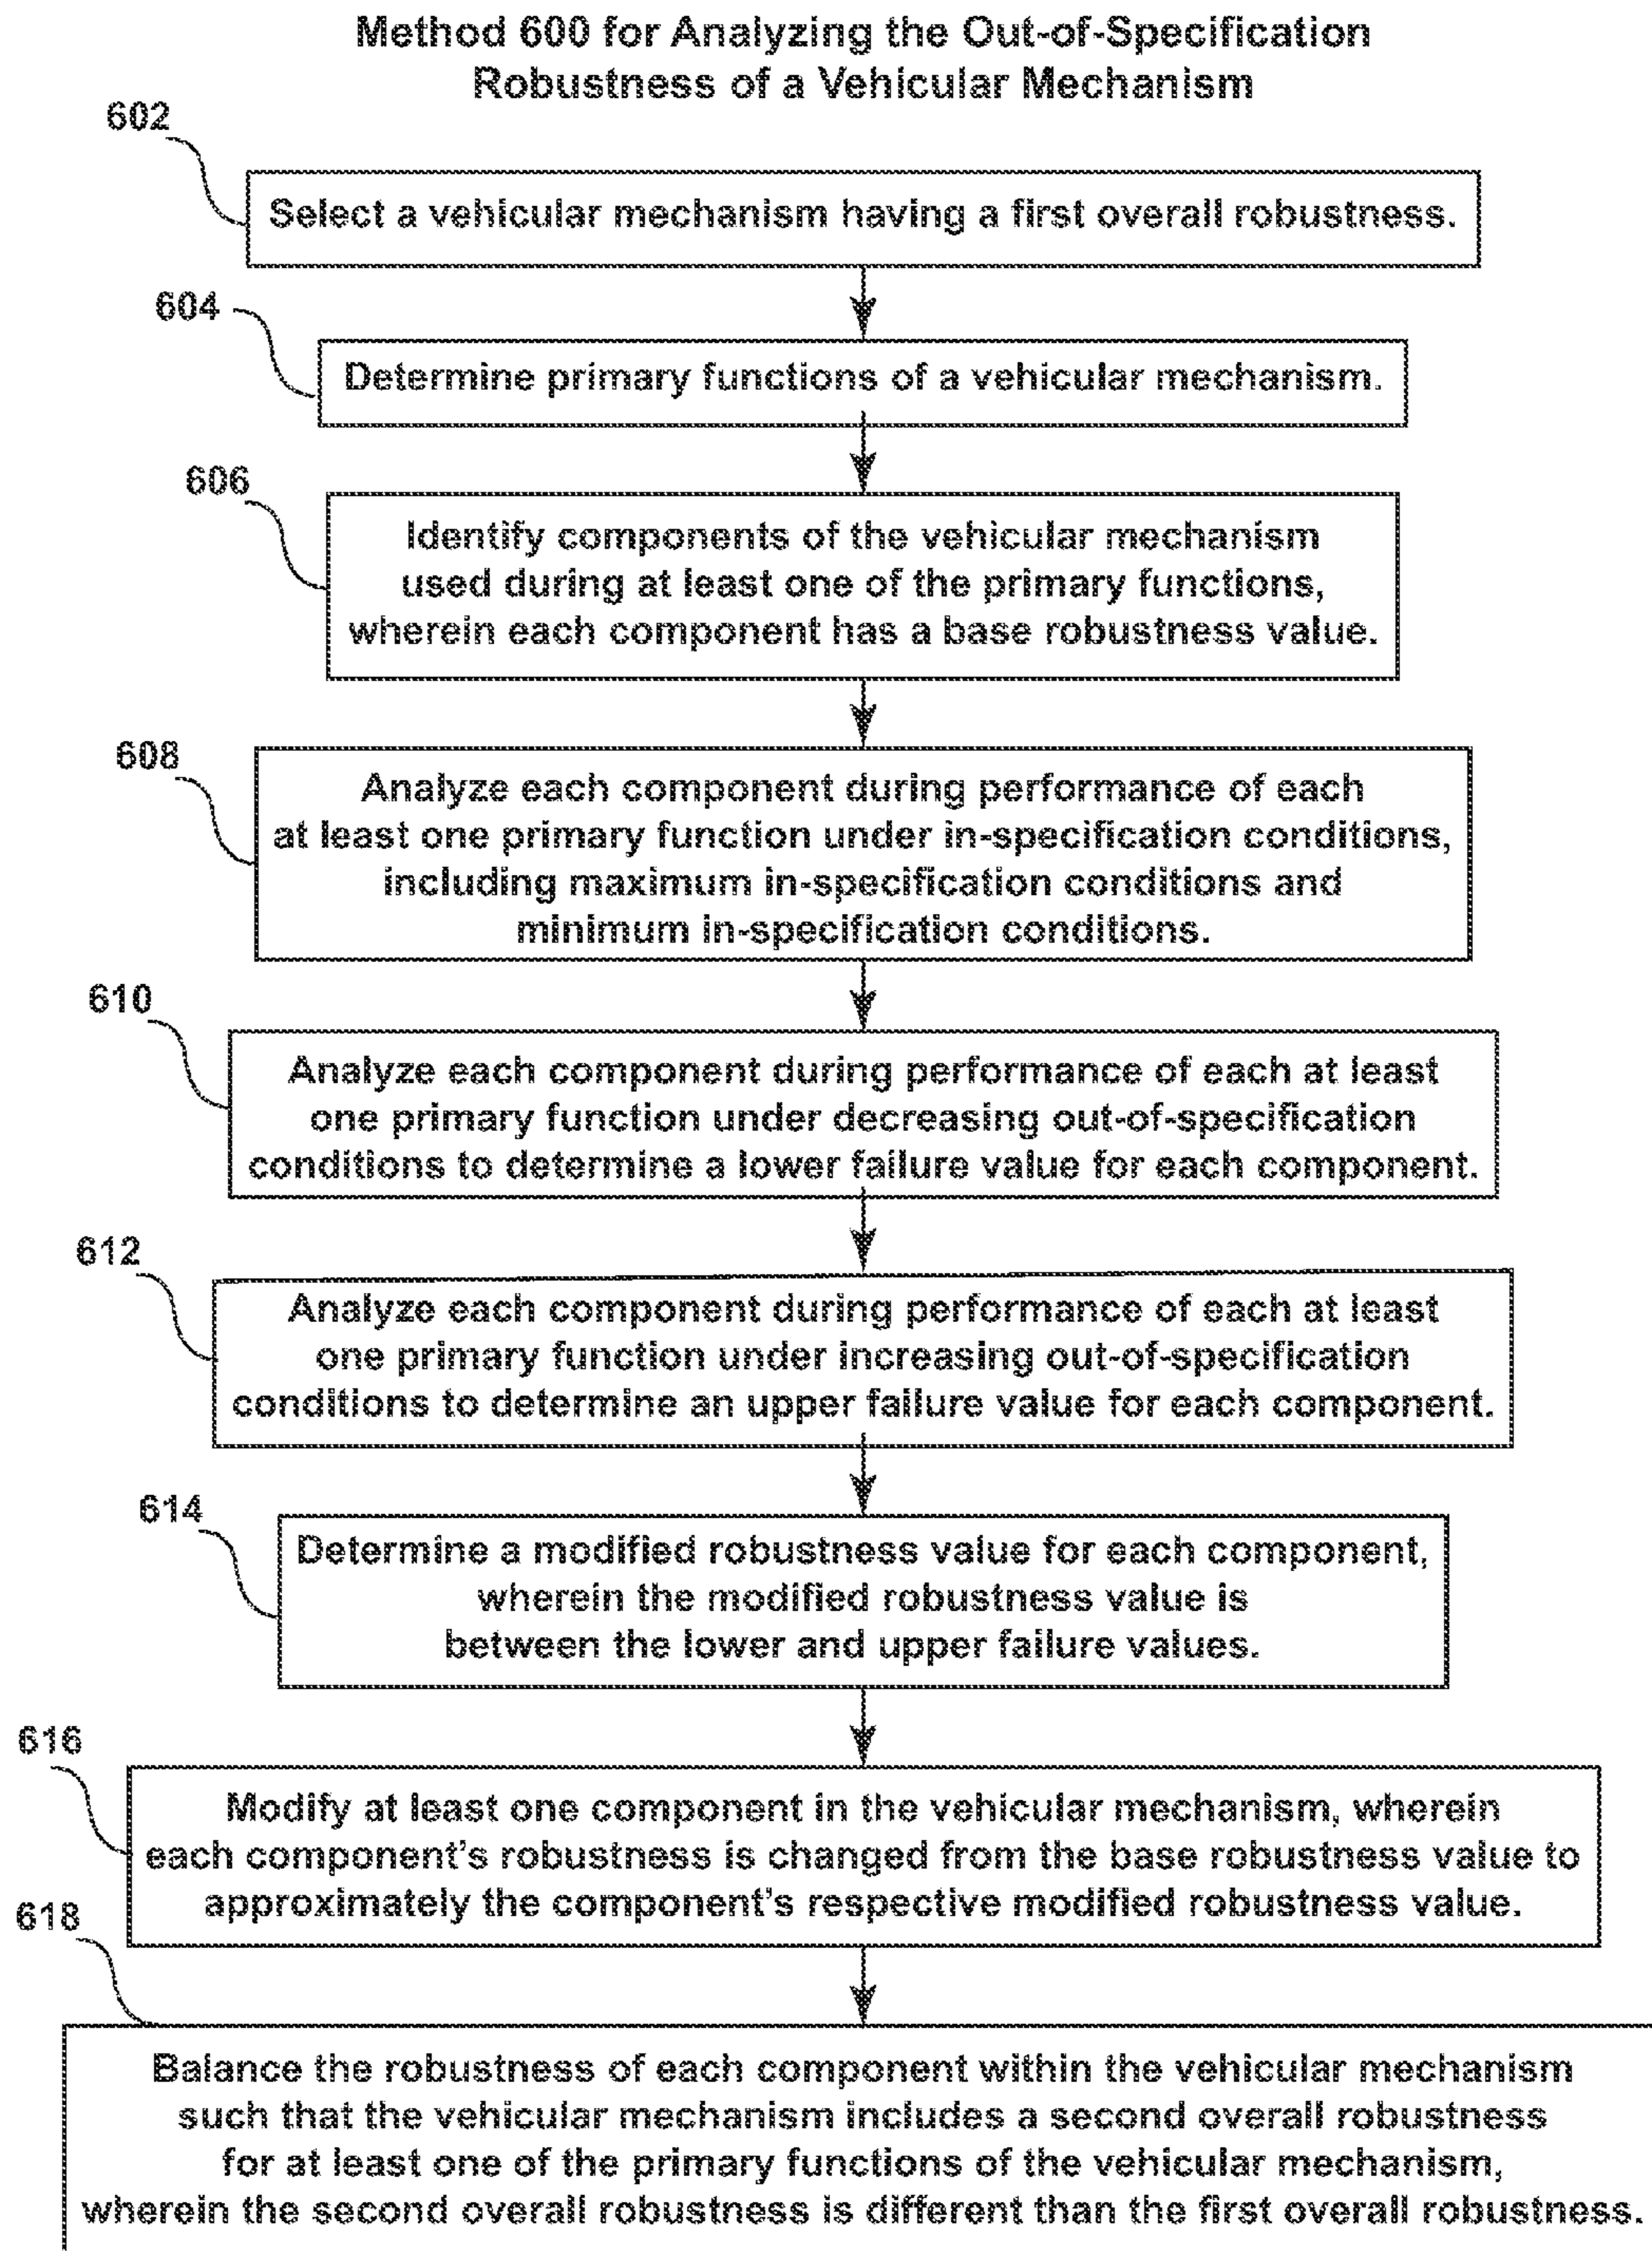 Method 600 for Analyzing the Out-of-Specification
Robustness of a Vehicular Mechanism
602
Select a vehicular mechanism having a first overall robustness.
604
Determine primary functions of a vehicular mechanism.
606
Identify components of the vehicular mechanism
used during at least one of the primary functions,
wherein each component has a base robustness value.
608
Analyze each component during performance of each
at least one primary function under in-specification conditions,
including maximum in-specification conditions and
minimum in-specification conditions.
610
Analyze each component during performance of each at least
one primary function under decreasing out-of-specification
conditions to determine a lower failure value for each component.
612
Analyze each component during performance of each at least
one primary function under increasing out-of-specification
conditions to determine an upper failure value for each component.
614
Determine a modified robustness value for each component,
wherein the modified robustness value is
between the lower and upper failure values.
616
Modify at least one component in the vehicular mechanism, wherein
each component's robustness is changed from the base robustness value to
approximately the component's respective modified robustness value.
618
Balance the robustness of each component within the vehicular mechanism
such that the vehicular mechanism includes a second overall robustness
for at least one of the primary functions of the vehicular mechanism,
wherein the second overall robustness is different than the first overall robustness.